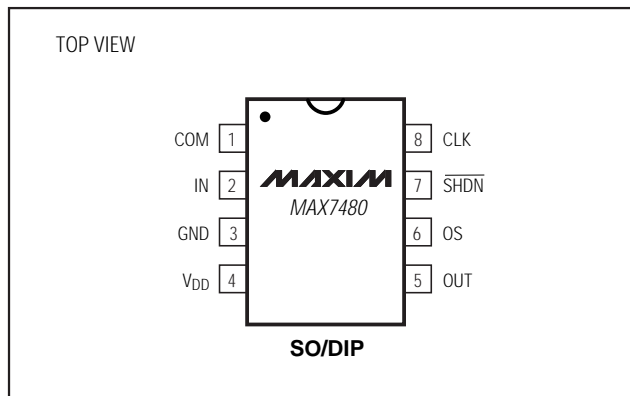 TOP VIEW
COM 1
8 CLK
IN 2
MAXIM
7 SHDN
MAX7480
GND 3
6 OS
VDD 4
5 OUT
SO/DIP